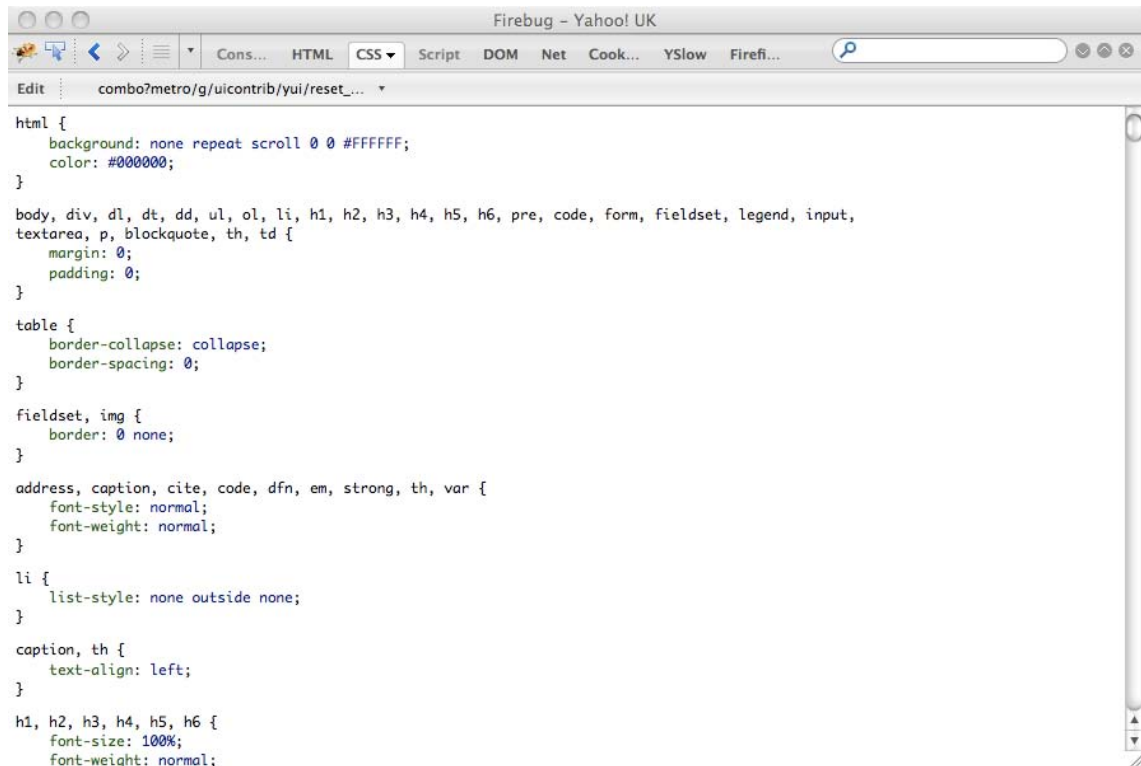 Firebug - Yahoo! UK
Cons... HTML CSS Script DOM Net Cook... YSlow Firefi...
Edit combo?metro/g/uicontrib/yui/reset_...
html {
    background: none repeat scroll 0 0 #FFFFFF;
    color: #000000;
}
body, div, dl, dt, dd, ul, ol, li, h1, h2, h3, h4, h5, h6, pre, code, form, fieldset, legend, input,
textarea, p, blockquote, th, td {
    margin: 0;
    padding: 0;
}
table {
    border-collapse: collapse;
    border-spacing: 0;
}
fieldset, img {
    border: 0 none;
}
address, caption, cite, code, dfn, em, strong, th, var {
    font-style: normal;
    font-weight: normal;
}
li {
    list-style: none outside none;
}
caption, th {
    text-align: left;
}
h1, h2, h3, h4, h5, h6 {
    font-size: 100%;
    font-weight: normal;